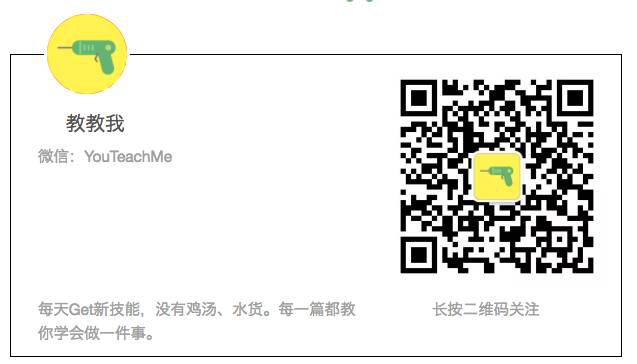 教教我
微信：YouTeachMe
每天Get新技能，没有鸡汤、水货。每一篇都教
你学会做一件事。
长按二维码关注